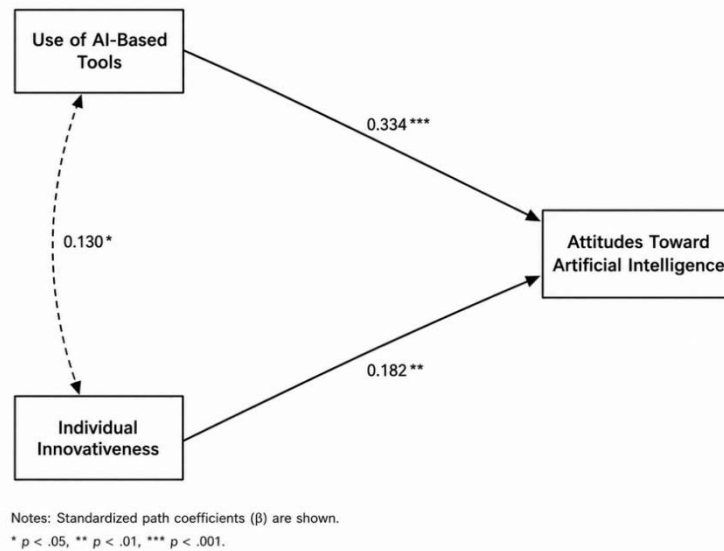 Use of AI-Based
Tools
0.334 ***
0.130 *
Attitudes Toward
Artificial Intelligence
0.182 **
Individual
Innovativeness
Notes: Standardized path coefficients (β) are shown.
* p < .05, ** p < .01, *** p < .001.